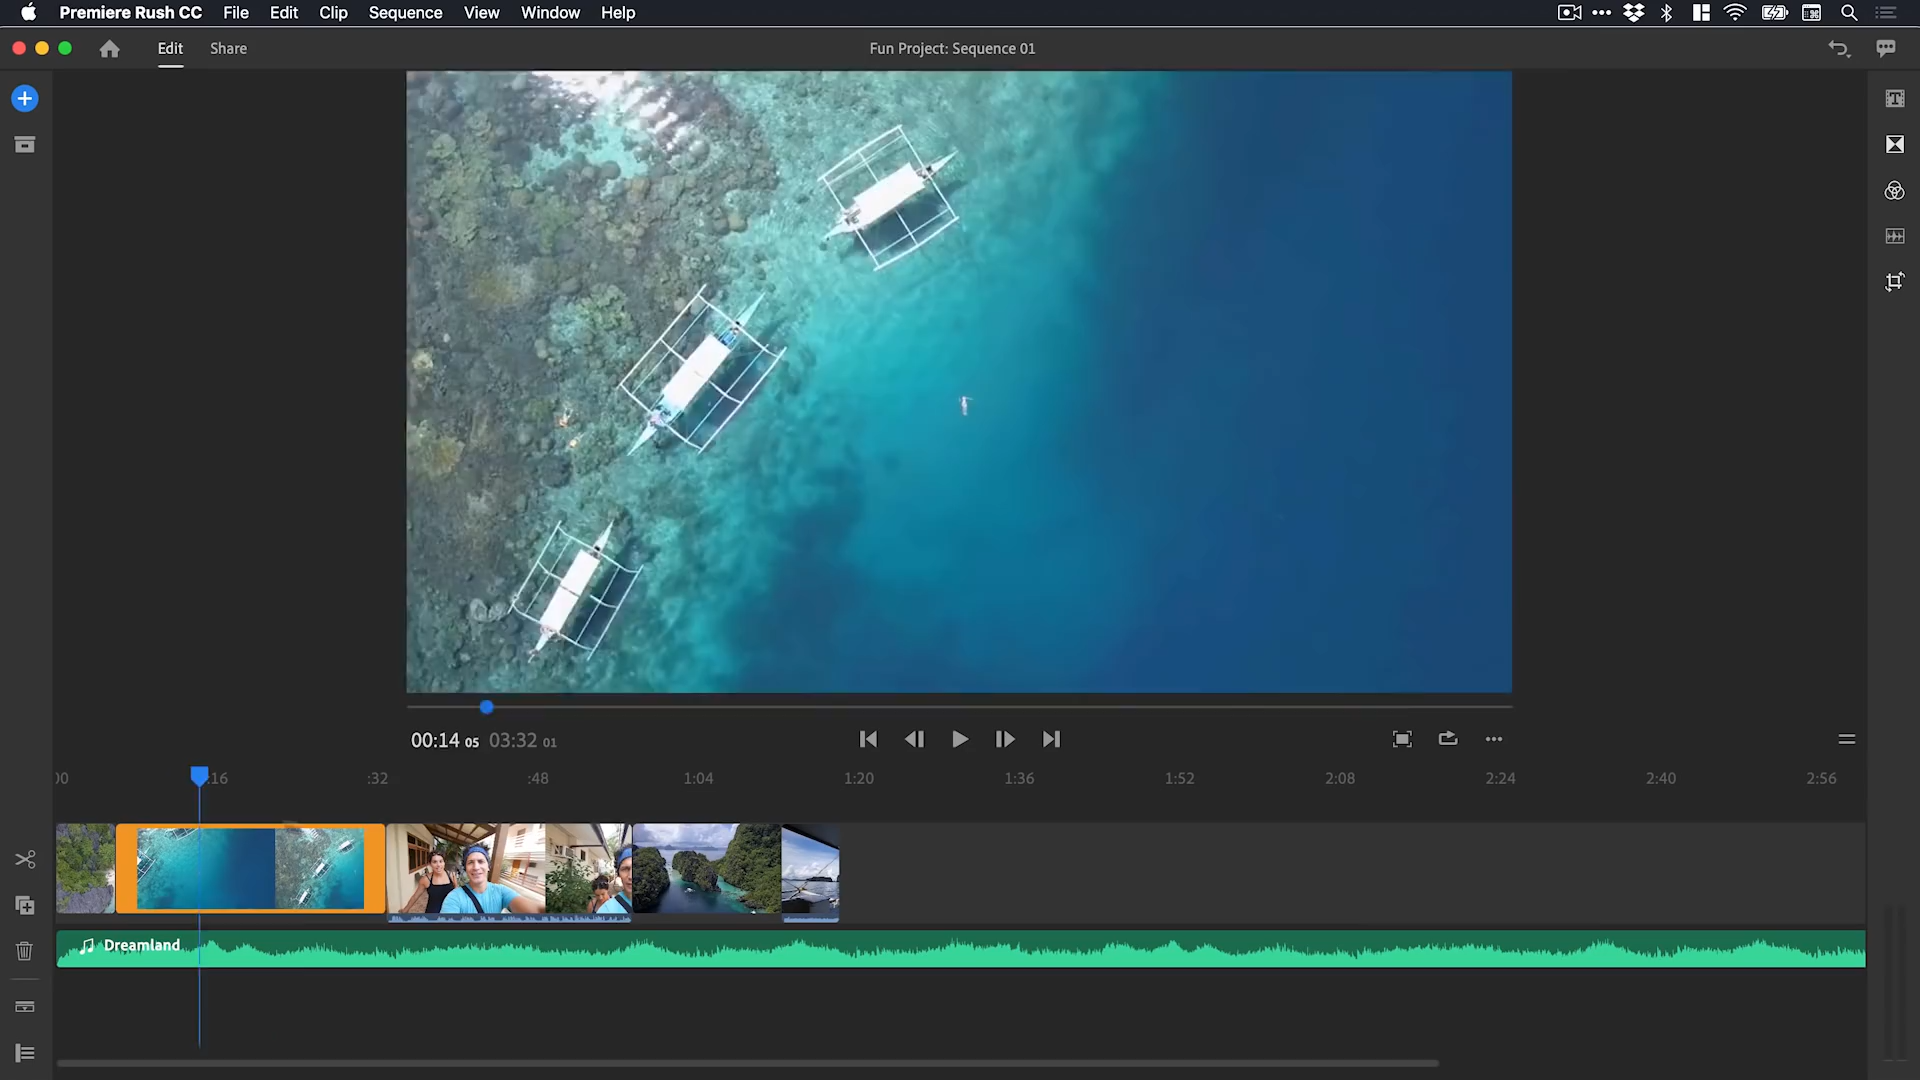 Premiere Rush CC File Edit Clip Sequence View Window Help
Edit Share Fun Project: Sequence 01
00:14 05 03:32 01
00 :16 :32 :48 1:04 1:20 1:36 1:52 2:08 2:24 2:40 2:56
Dreamland